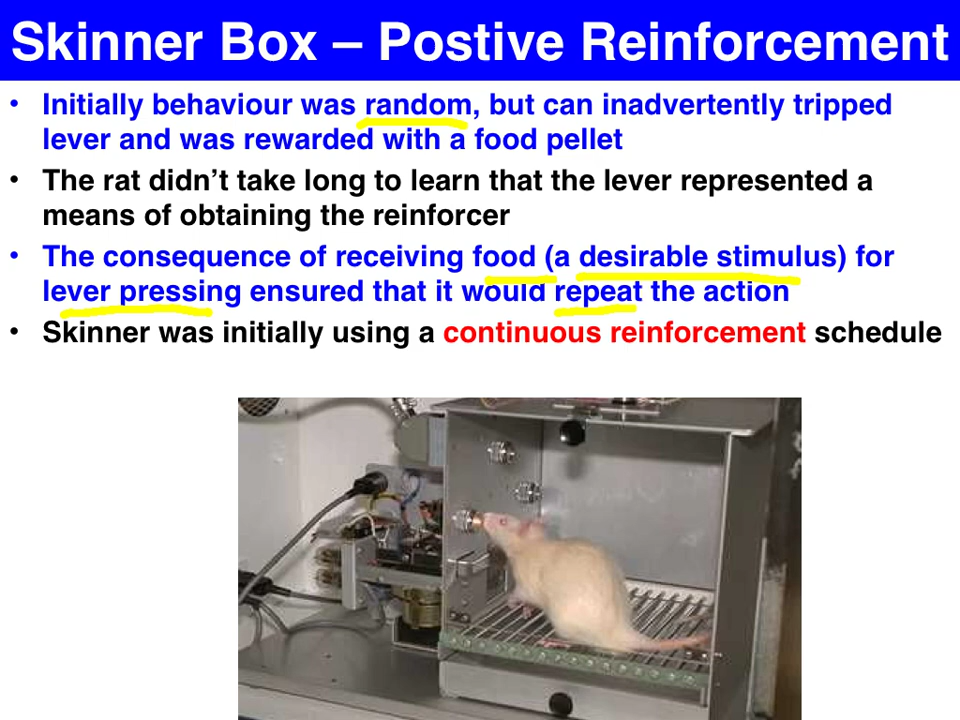 Skinner Box – Postive Reinforcement
• Initially behaviour was random, but can inadvertently tripped
lever and was rewarded with a food pellet
• The rat didn't take long to learn that the lever represented a
means of obtaining the reinforcer
• The consequence of receiving food (a desirable stimulus) for
lever pressing ensured that it would repeat the action
• Skinner was initially using a continuous reinforcement schedule